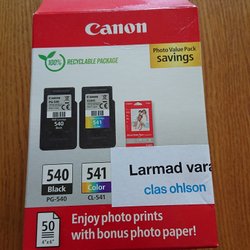 Canon
Photo Value Pack
savings
100%
RECYCLABLE PACKAGE
540
Black
PG-540
541
Color
CL-541
Larmad vara
clas ohlson
50
4"x6"
Enjoy photo prints
with bonus photo paper!